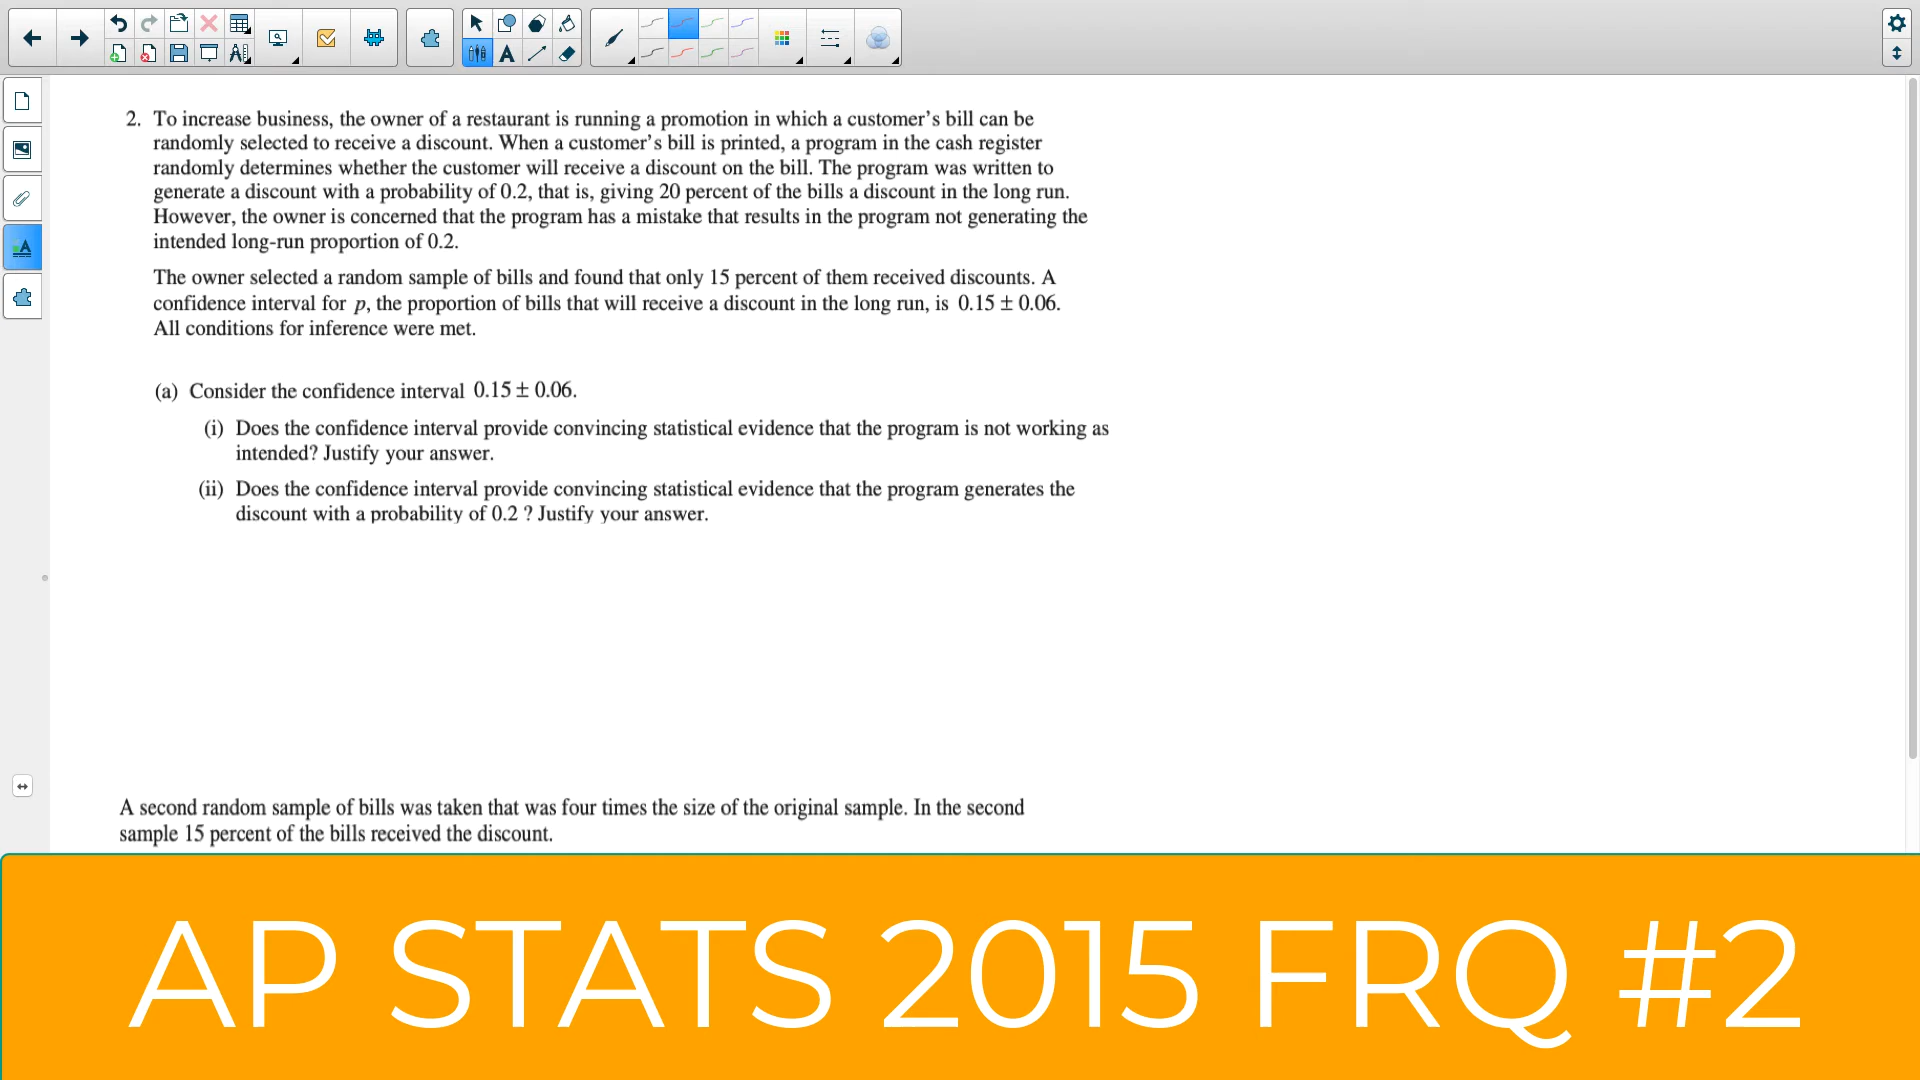 2. To increase business, the owner of a restaurant is running a promotion in which a customer’s bill can be
randomly selected to receive a discount. When a customer’s bill is printed, a program in the cash register
randomly determines whether the customer will receive a discount on the bill. The program was written to
generate a discount with a probability of 0.2, that is, giving 20 percent of the bills a discount in the long run.
However, the owner is concerned that the program has a mistake that results in the program not generating the
intended long-run proportion of 0.2.
The owner selected a random sample of bills and found that only 15 percent of them received discounts. A
confidence interval for p, the proportion of bills that will receive a discount in the long run, is 0.15 ± 0.06.
All conditions for inference were met.
(a) Consider the confidence interval 0.15 ± 0.06.
(i) Does the confidence interval provide convincing statistical evidence that the program is not working as
intended? Justify your answer.
(ii) Does the confidence interval provide convincing statistical evidence that the program generates the
discount with a probability of 0.2 ? Justify your answer.
A second random sample of bills was taken that was four times the size of the original sample. In the second
sample 15 percent of the bills received the discount.
AP STATS 2015 FRQ #2